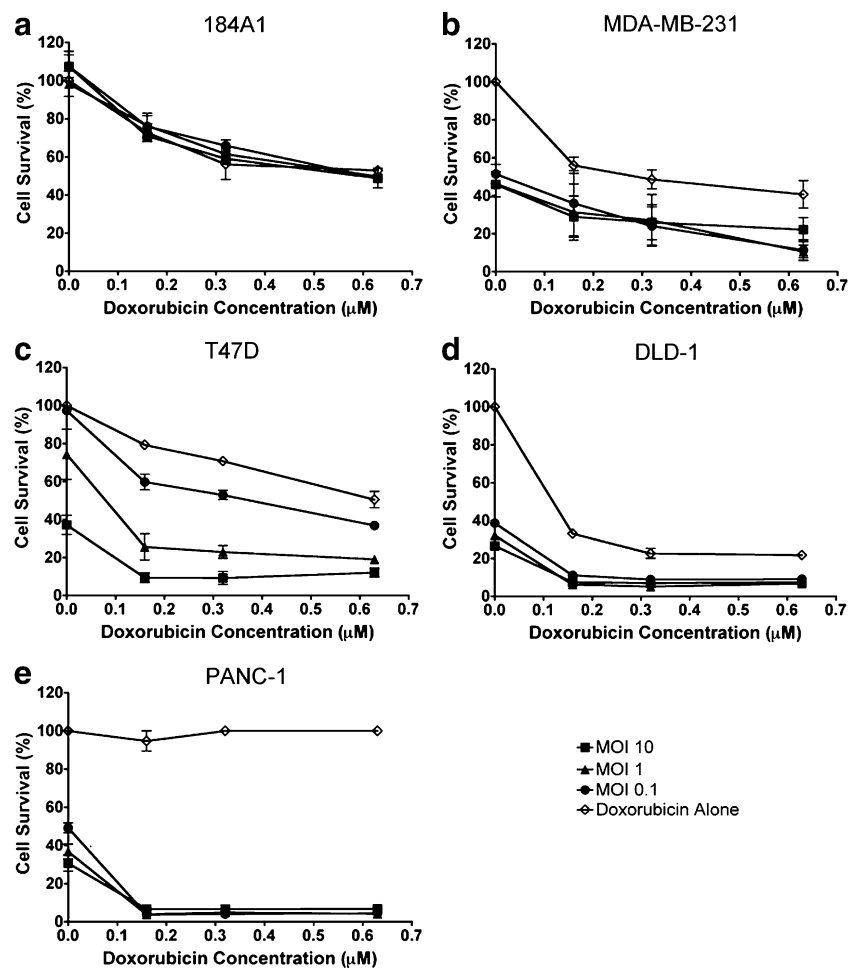 a
184A1
120
100
80
60
40
20
0
Cell Survival (%)
0.0 0.1 0.2 0.3 0.4 0.5 0.6 0.7
Doxorubicin Concentration (μM)
b
MDA-MB-231
120
100
80
60
40
20
0
Cell Survival (%)
0.0 0.1 0.2 0.3 0.4 0.5 0.6 0.7
Doxorubicin Concentration (μM)
c
T47D
120
100
80
60
40
20
0
Cell Survival (%)
0.0 0.1 0.2 0.3 0.4 0.5 0.6 0.7
Doxorubicin Concentration (μM)
d
DLD-1
120
100
80
60
40
20
0
Cell Survival (%)
0.0 0.1 0.2 0.3 0.4 0.5 0.6 0.7
Doxorubicin Concentration (μM)
e
PANC-1
120
100
80
60
40
20
0
Cell Survival (%)
0.0 0.1 0.2 0.3 0.4 0.5 0.6 0.7
Doxorubicin Concentration (μM)
MOI 10
MOI 1
MOI 0.1
Doxorubicin Alone